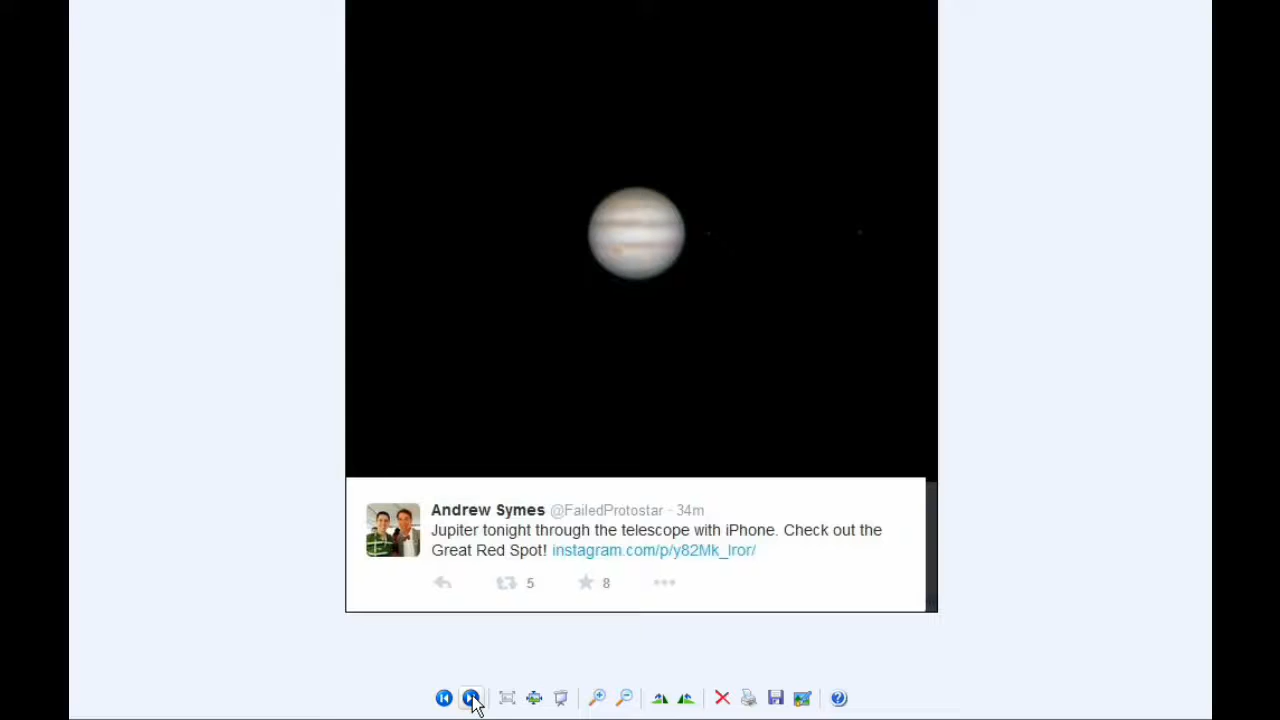 Andrew Symes @FailedProtostar · 34m
Jupiter tonight through the telescope with iPhone. Check out the
Great Red Spot! instagram.com/p/y82Mk_lror/
5 8